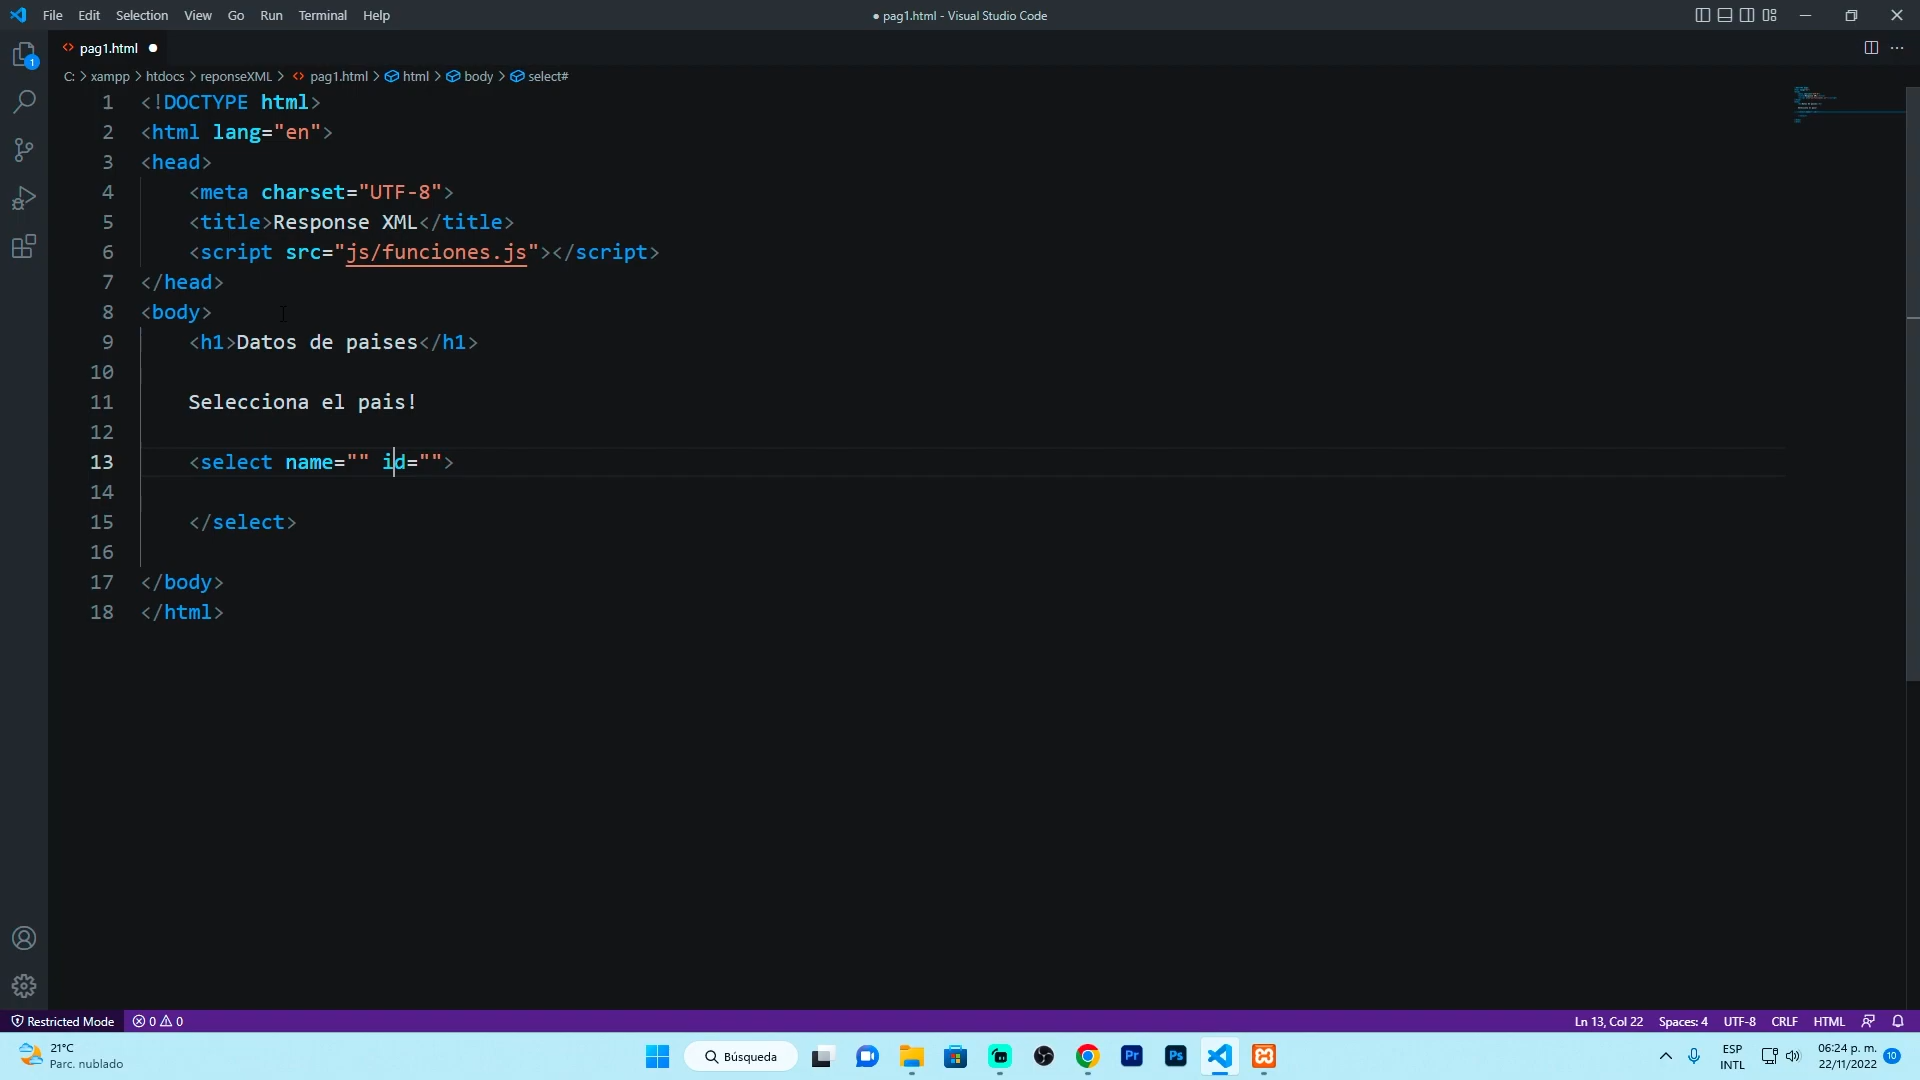 File Edit Selection View Go Run Terminal Help
● pag1.html - Visual Studio Code
<> pag1.html ●
C: > xampp > htdocs > reponseXML > <> pag1.html > html > body > select#
1 <!DOCTYPE html>
2 <html lang="en">
3 <head>
4     <meta charset="UTF-8">
5     <title>Response XML</title>
6     <script src="js/funciones.js"></script>
7 </head>
8 <body>
9     <h1>Datos de paises</h1>
10
11     Selecciona el pais!
12
13     <select name="" id="">
14
15     </select>
16
17 </body>
18 </html>
1
Restricted Mode 0 0 Ln 13, Col 22 Spaces: 4 UTF-8 CRLF HTML
21°C
Parc. nublado
Búsqueda
Pr
Ps
ESP
INTL
06:24 p. m.
22/11/2022
10